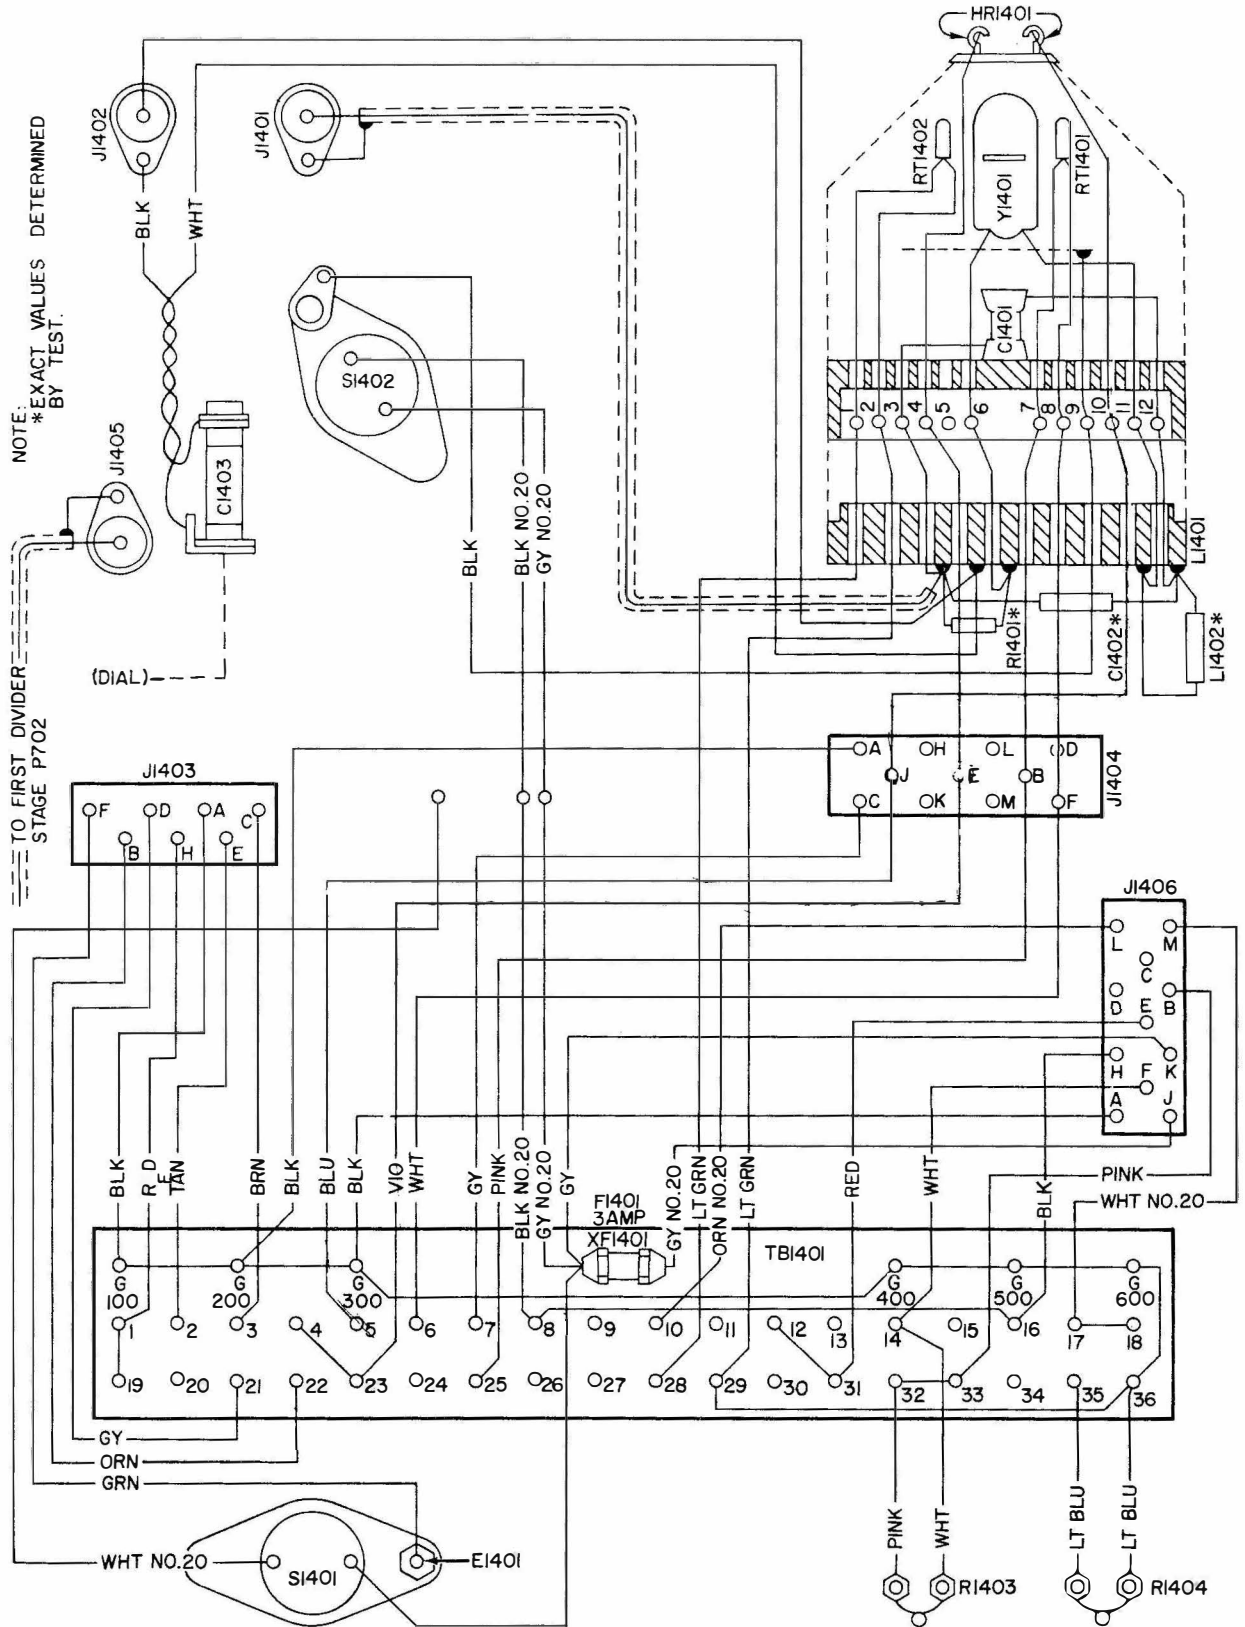 HR1401
J1402
J1401
RT1402
Y1401
RT1401
NOTE:
*EXACT VALUES DETERMINED
BY TEST.
BLK
WHT
C1401
S1402
J1405
C1403
1 2 3 4 5 6 7 8 9 10 11 12
BLK
BLK NO.20
GY NO.20
L1401
R1401*
C1402*
L1402*
(DIAL)
TO FIRST DIVIDER
STAGE P702
J1403
F D A C
B H E
A H L D
J E B
C K M F
J1404
J1406
L M
C
D E B
H F K
A J
BLK
RED
TAN
BRN
BLK
BLU
BLK
VIO
WHT
GY
PINK
BLK NO.20
GY NO.20
GY
F1401
3AMP
XF1401
GY NO.20
LT GRN
ORN NO.20
LT GRN
RED
WHT
BLK
PINK
WHT NO.20
TB1401
G G G G G G
100 200 300 400 500 600
1 2 3 4 5 6 7 8 9 10 11 12 13 14 15 16 17 18
19 20 21 22 23 24 25 26 27 28 29 30 31 32 33 34 35 36
GY
ORN
GRN
WHT NO.20
S1401
E1401
PINK
WHT
R1403
LT BLU
LT BLU
R1404